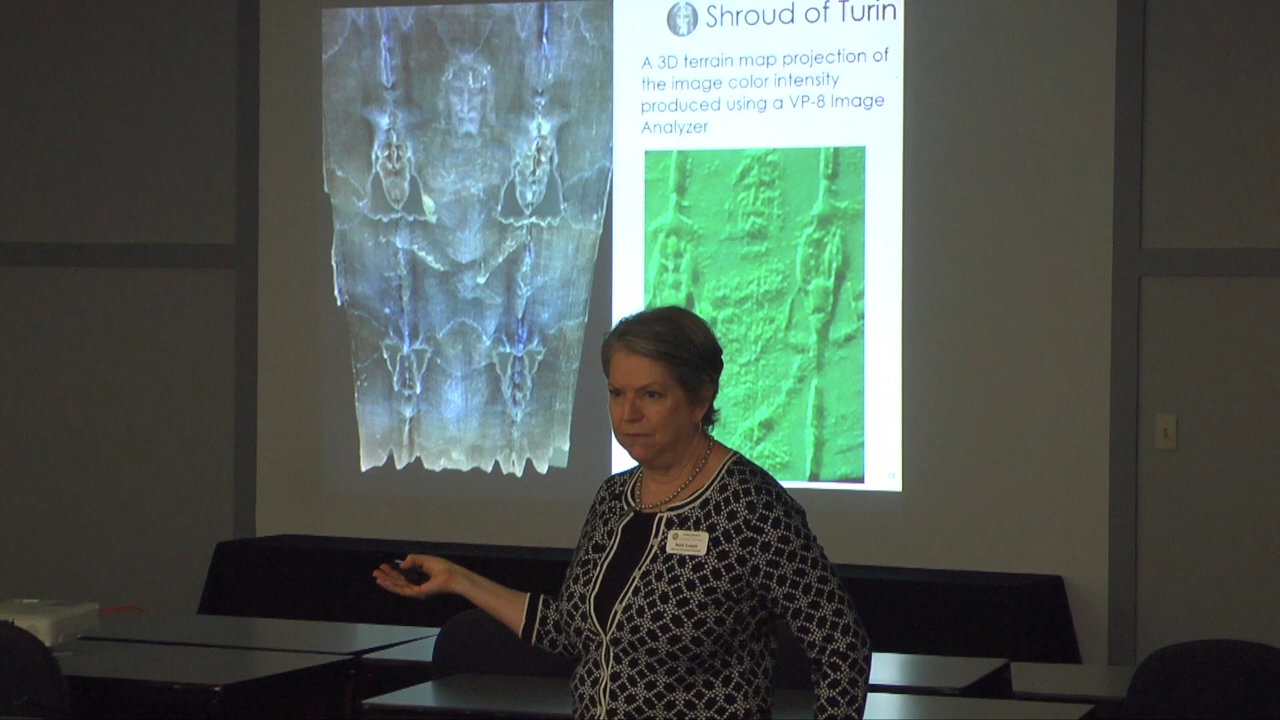 Shroud of Turin
A 3D terrain map projection of
the image color intensity
produced using a VP-8 Image
Analyzer